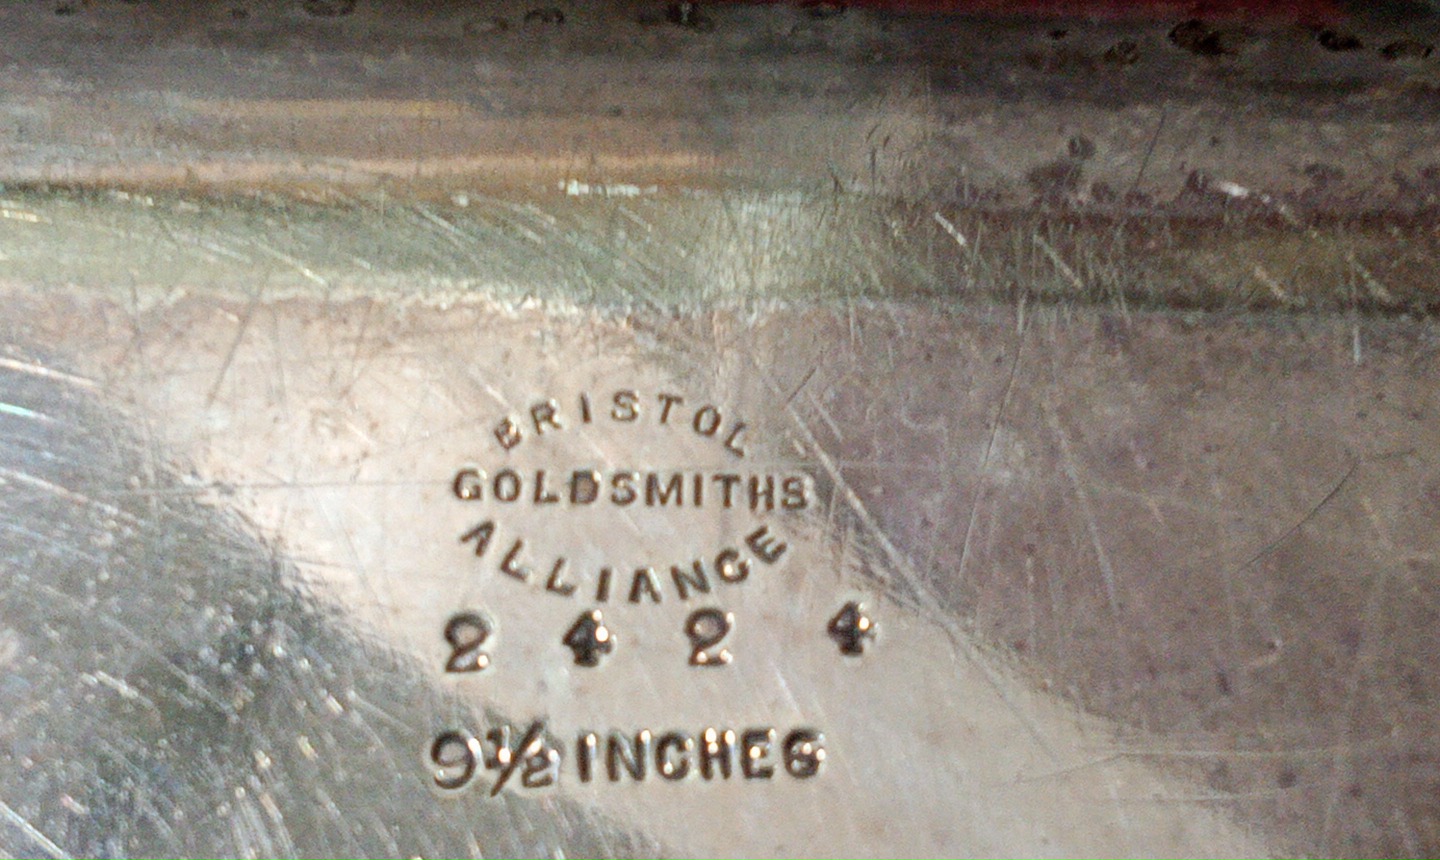 BRISTOL
GOLDSMITHS
ALLIANCE
2 4 2 4
9½ INCHES